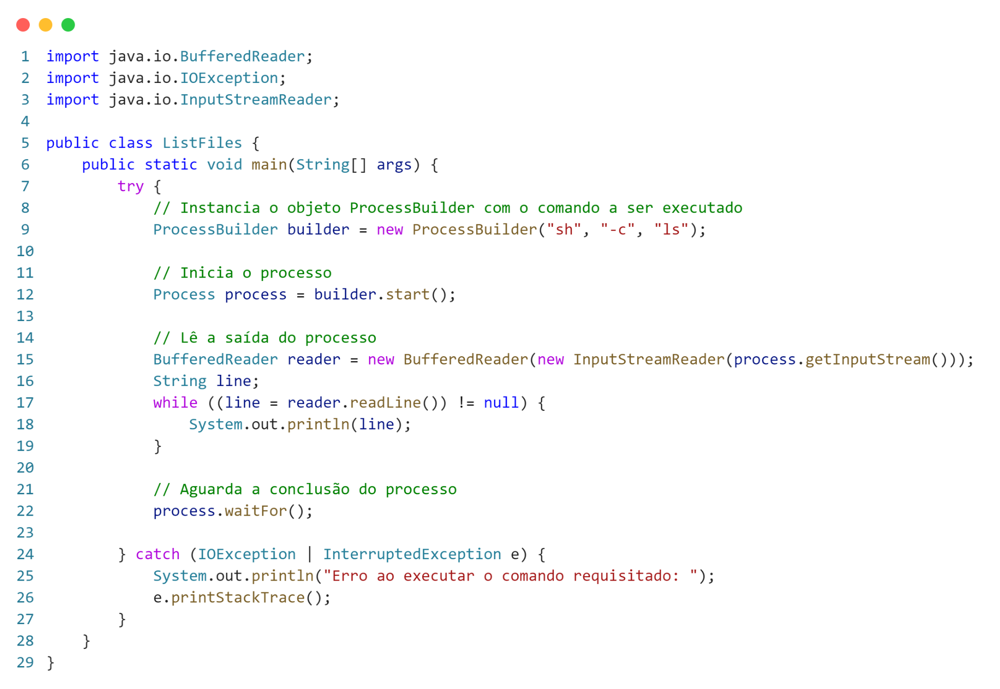 1 import java.io.BufferedReader;
2 import java.io.IOException;
3 import java.io.InputStreamReader;
4
5 public class ListFiles {
6     public static void main(String[] args) {
7         try {
8             // Instancia o objeto ProcessBuilder com o comando a ser executado
9             ProcessBuilder builder = new ProcessBuilder("sh", "-c", "ls");
10
11             // Inicia o processo
12             Process process = builder.start();
13
14             // Lê a saída do processo
15             BufferedReader reader = new BufferedReader(new InputStreamReader(process.getInputStream()));
16             String line;
17             while ((line = reader.readLine()) != null) {
18                 System.out.println(line);
19             }
20
21             // Aguarda a conclusão do processo
22             process.waitFor();
23
24         } catch (IOException | InterruptedException e) {
25             System.out.println("Erro ao executar o comando requisitado: ");
26             e.printStackTrace();
27         }
28     }
29 }